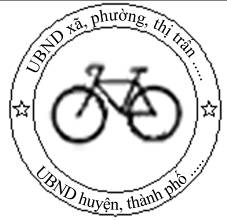 UBND xã, phường, thị trấn .....
UBND huyện, thành phố ......